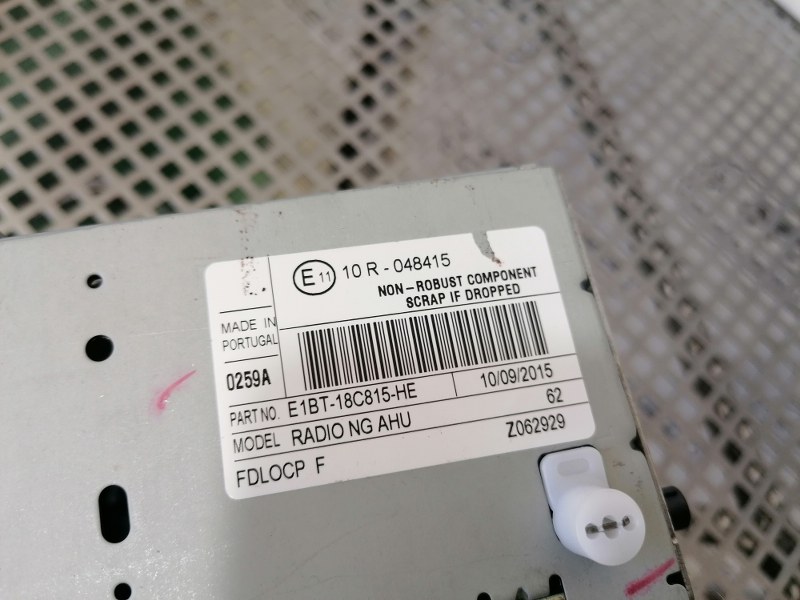 E 11 10 R - 048415
NON-ROBUST COMPONENT
SCRAP IF DROPPED
MADE IN
PORTUGAL
0259A
PART NO. E1BT-18C815-HE 10/09/2015
MODEL RADIO NG AHU 62
FDLOCP F Z062929